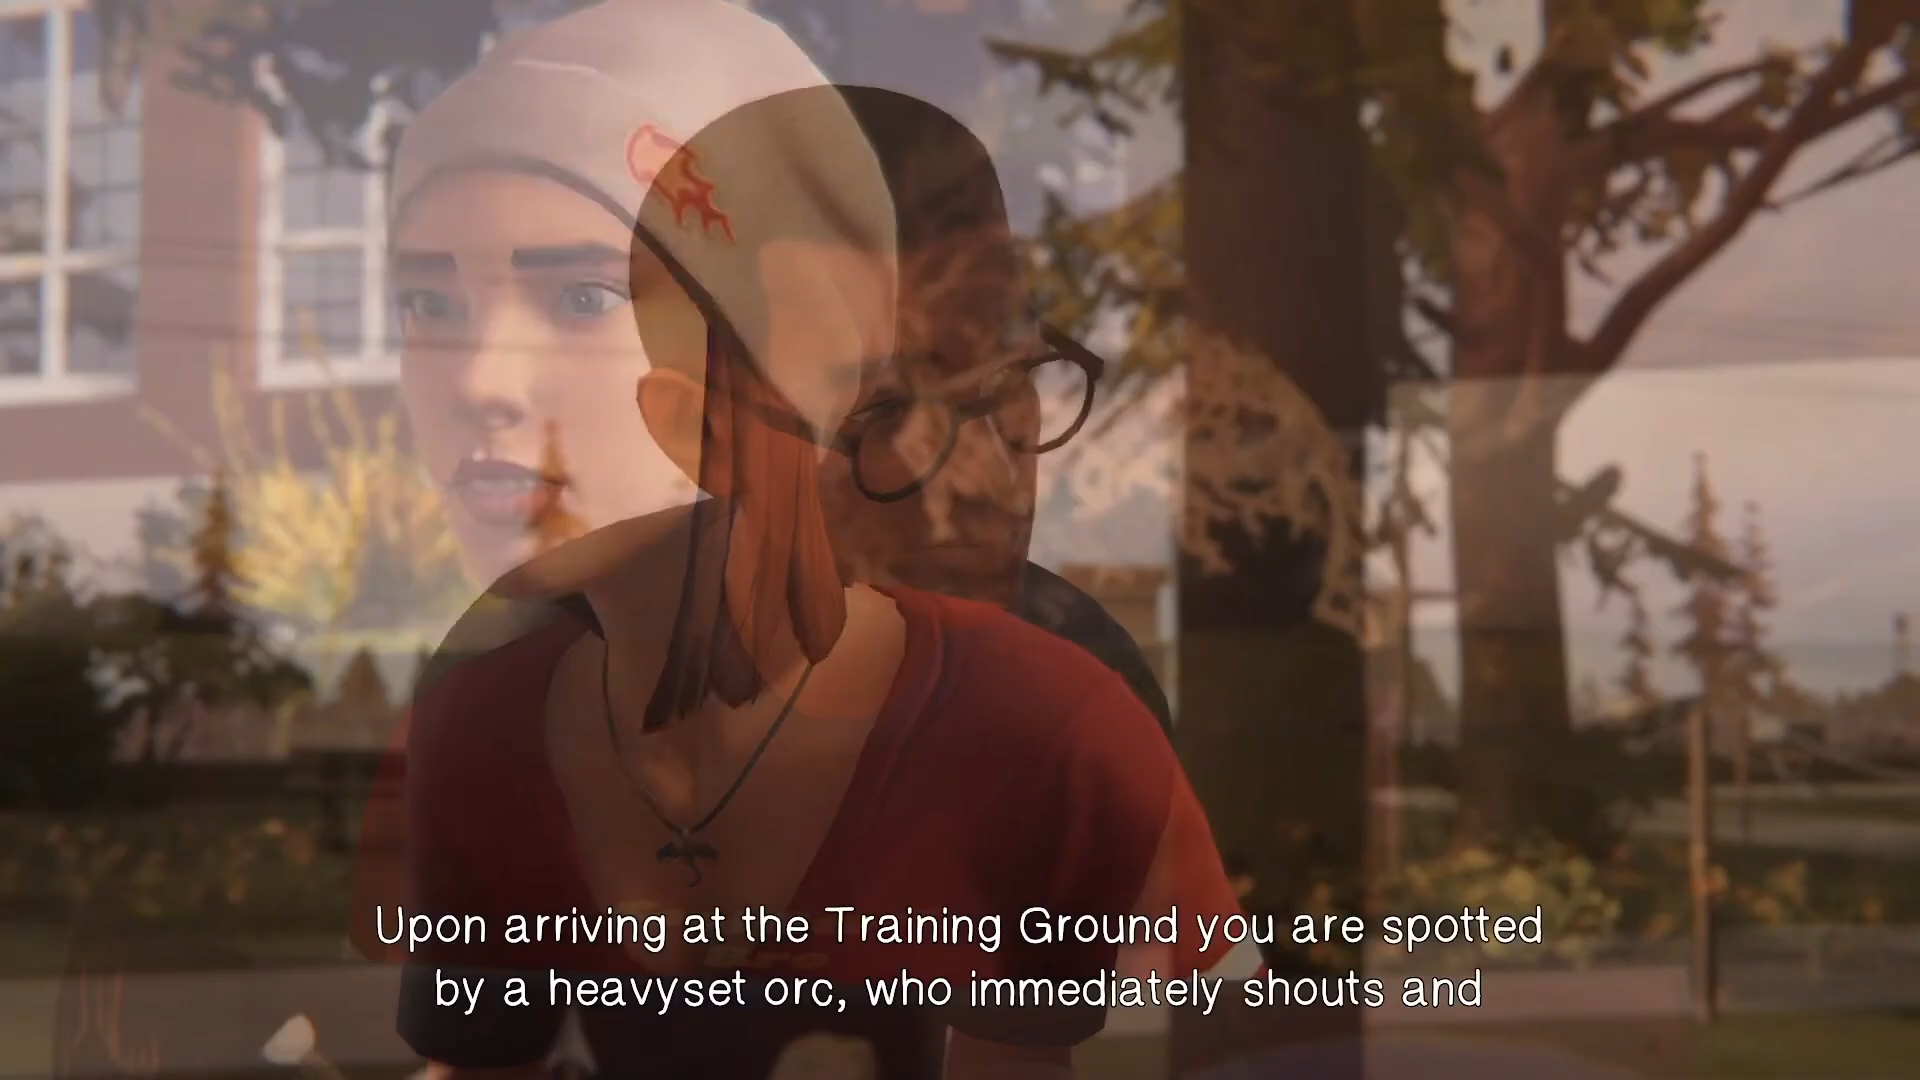 Upon arriving at the Training Ground you are spotted
by a heavyset orc, who immediately shouts and